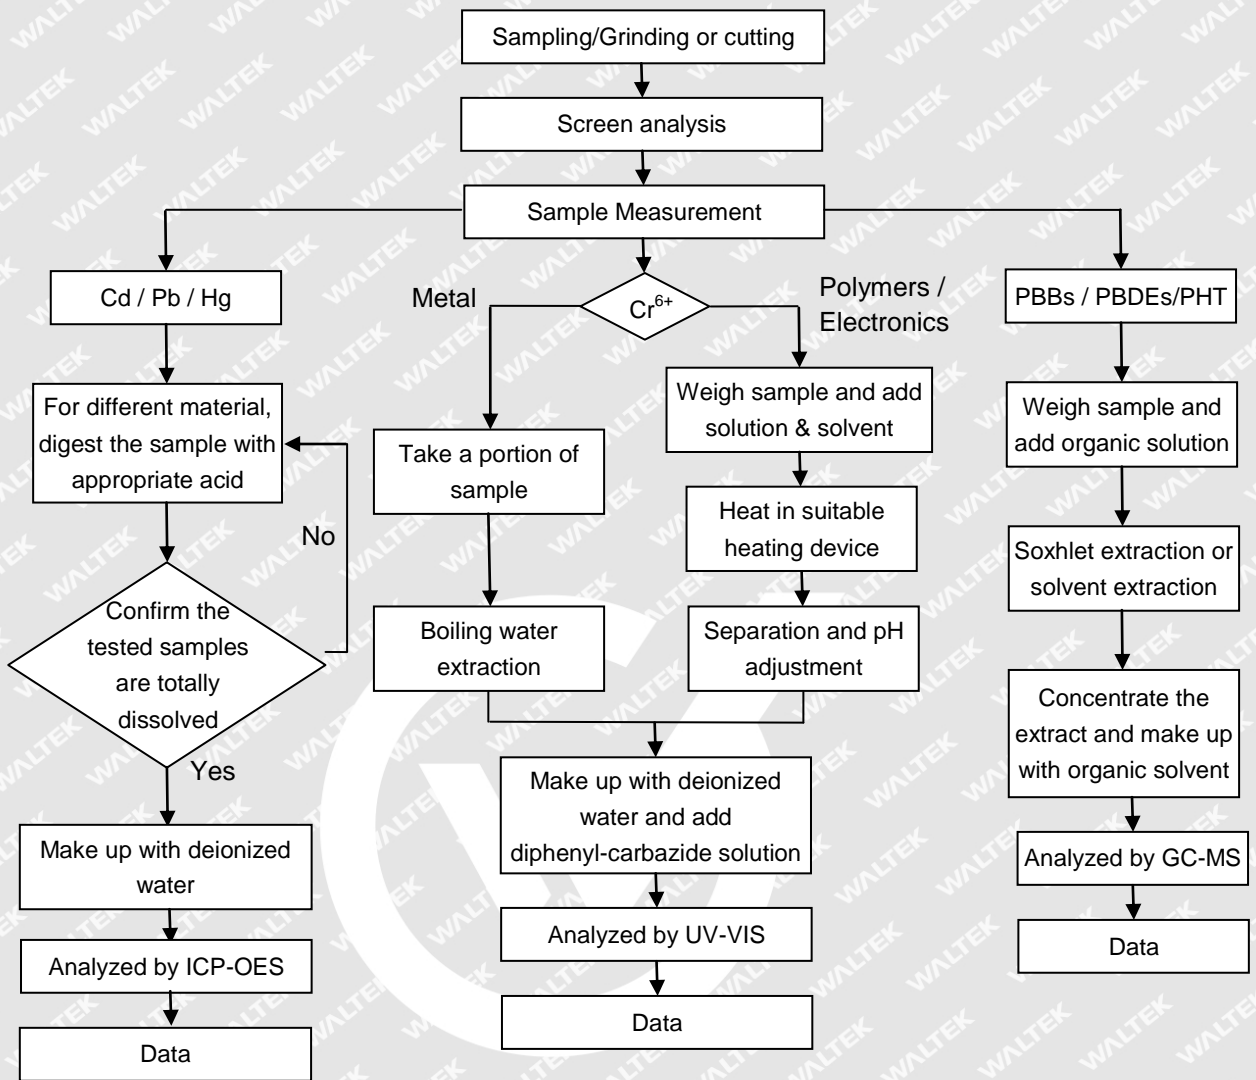 Sampling/Grinding or cutting
Screen analysis
Sample Measurement
Cd / Pb / Hg
For different material,
digest the sample with
appropriate acid
No
Confirm the
tested samples
are totally
dissolved
Yes
Make up with deionized
water
Analyzed by ICP-OES
Data
Cr⁶⁺
Metal
Take a portion of
sample
Boiling water
extraction
Polymers /
Electronics
Weigh sample and add
solution & solvent
Heat in suitable
heating device
Separation and pH
adjustment
Make up with deionized
water and add
diphenyl-carbazide solution
Analyzed by UV-VIS
Data
PBBs / PBDEs/PHT
Weigh sample and
add organic solution
Soxhlet extraction or
solvent extraction
Concentrate the
extract and make up
with organic solvent
Analyzed by GC-MS
Data
WALTEK